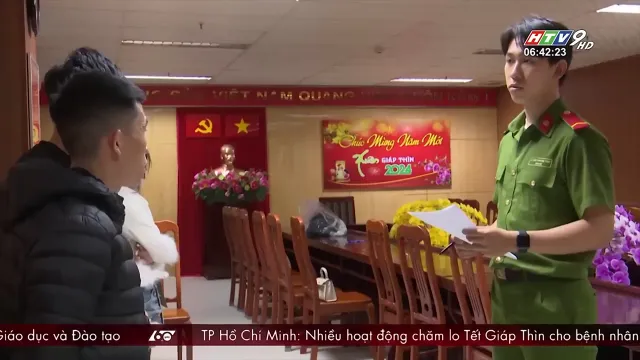 HTV9 HD
06:42:23
VIỆT NAM QUANG
Chúc Mừng Năm Mới
Xuân
GIÁP THÌN
2024
Giáo dục và Đào tạo
60
TP Hồ Chí Minh: Nhiều hoạt động chăm lo Tết Giáp Thìn cho bệnh nhân